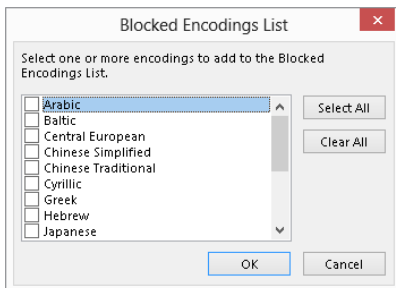 Blocked Encodings List
Select one or more encodings to add to the Blocked
Encodings List.
Arabic
Baltic
Central European
Chinese Simplified
Chinese Traditional
Cyrillic
Greek
Hebrew
Japanese
Select All
Clear All
OK
Cancel